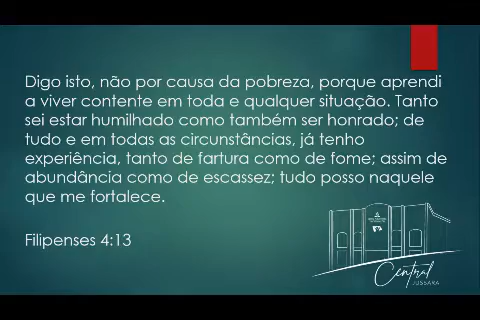 Digo isto, não por causa da pobreza, porque aprendi
a viver contente em toda e qualquer situação. Tanto
sei estar humilhado como também ser honrado; de
tudo e em todas as circunstâncias, já tenho
experiência, tanto de fartura como de fome; assim de
abundância como de escassez; tudo posso naquele
que me fortalece.
Filipenses 4:13
Central
JUSSARA